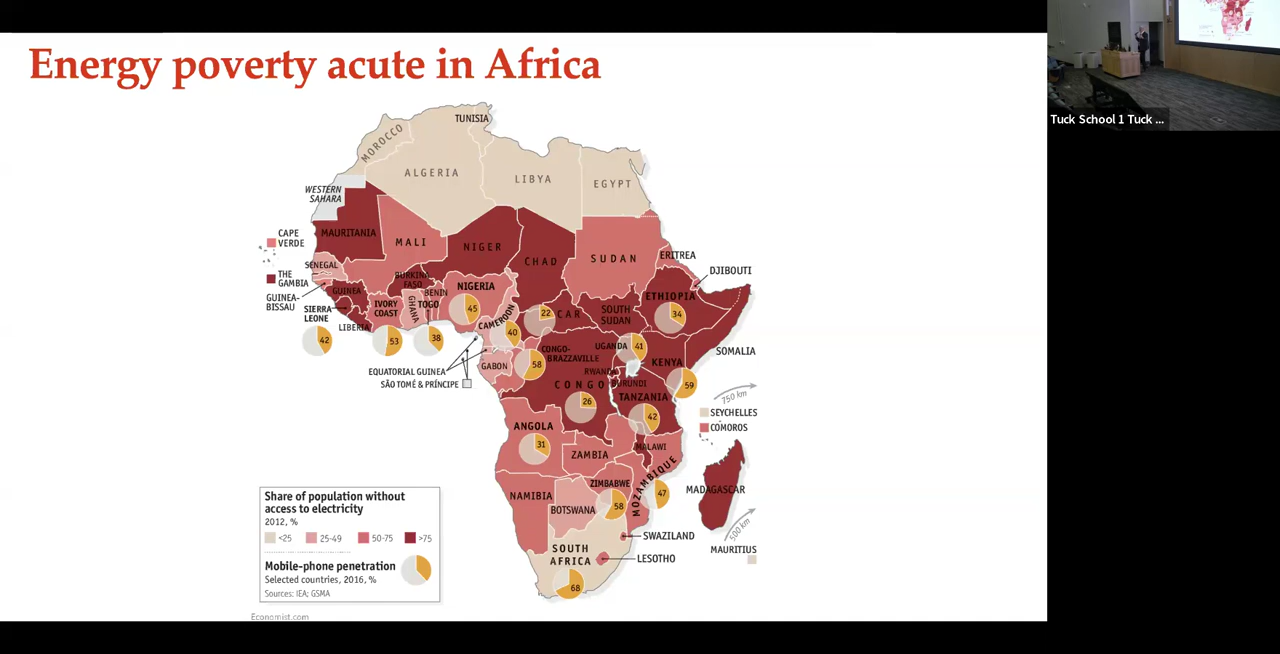 Energy poverty acute in Africa
Tuck School 1 Tuck ...
TUNISIA
MOROCCO
ALGERIA
LIBYA
EGYPT
WESTERN
SAHARA
CAPE
VERDE
MAURITANIA
MALI
NIGER
CHAD
SUDAN
ERITREA
DJIBOUTI
SENEGAL
THE
GAMBIA
GUINEA-
BISSAU
GUINEA
BURKINA
FASO
BENIN
NIGERIA
45
ETHIOPIA
34
SIERRA
LEONE
42
LIBERIA
IVORY
COAST
53
GHANA
TOGO
38
CAMEROON
40
22
CAR
SOUTH
SUDAN
SOMALIA
EQUATORIAL GUINEA
SÃO TOMÉ & PRÍNCIPE
GABON
CONGO-
BRAZZAVILLE
58
UGANDA
41
KENYA
59
RWANDA
BURUNDI
CONGO
26
TANZANIA
42
750 km
SEYCHELLES
COMOROS
ANGOLA
31
ZAMBIA
MALAWI
MOZAMBIQUE
47
ZIMBABWE
58
MADAGASCAR
NAMIBIA
BOTSWANA
500 km
MAURITIUS
SWAZILAND
LESOTHO
SOUTH
AFRICA
68
Share of population without
access to electricity
2012, %
<25
25-49
50-75
>75
Mobile-phone penetration
Selected countries, 2016, %
Sources: IEA; GSMA
Economist.com